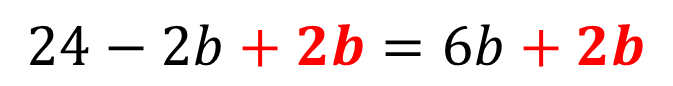 24 − 2b + 2b = 6b + 2b